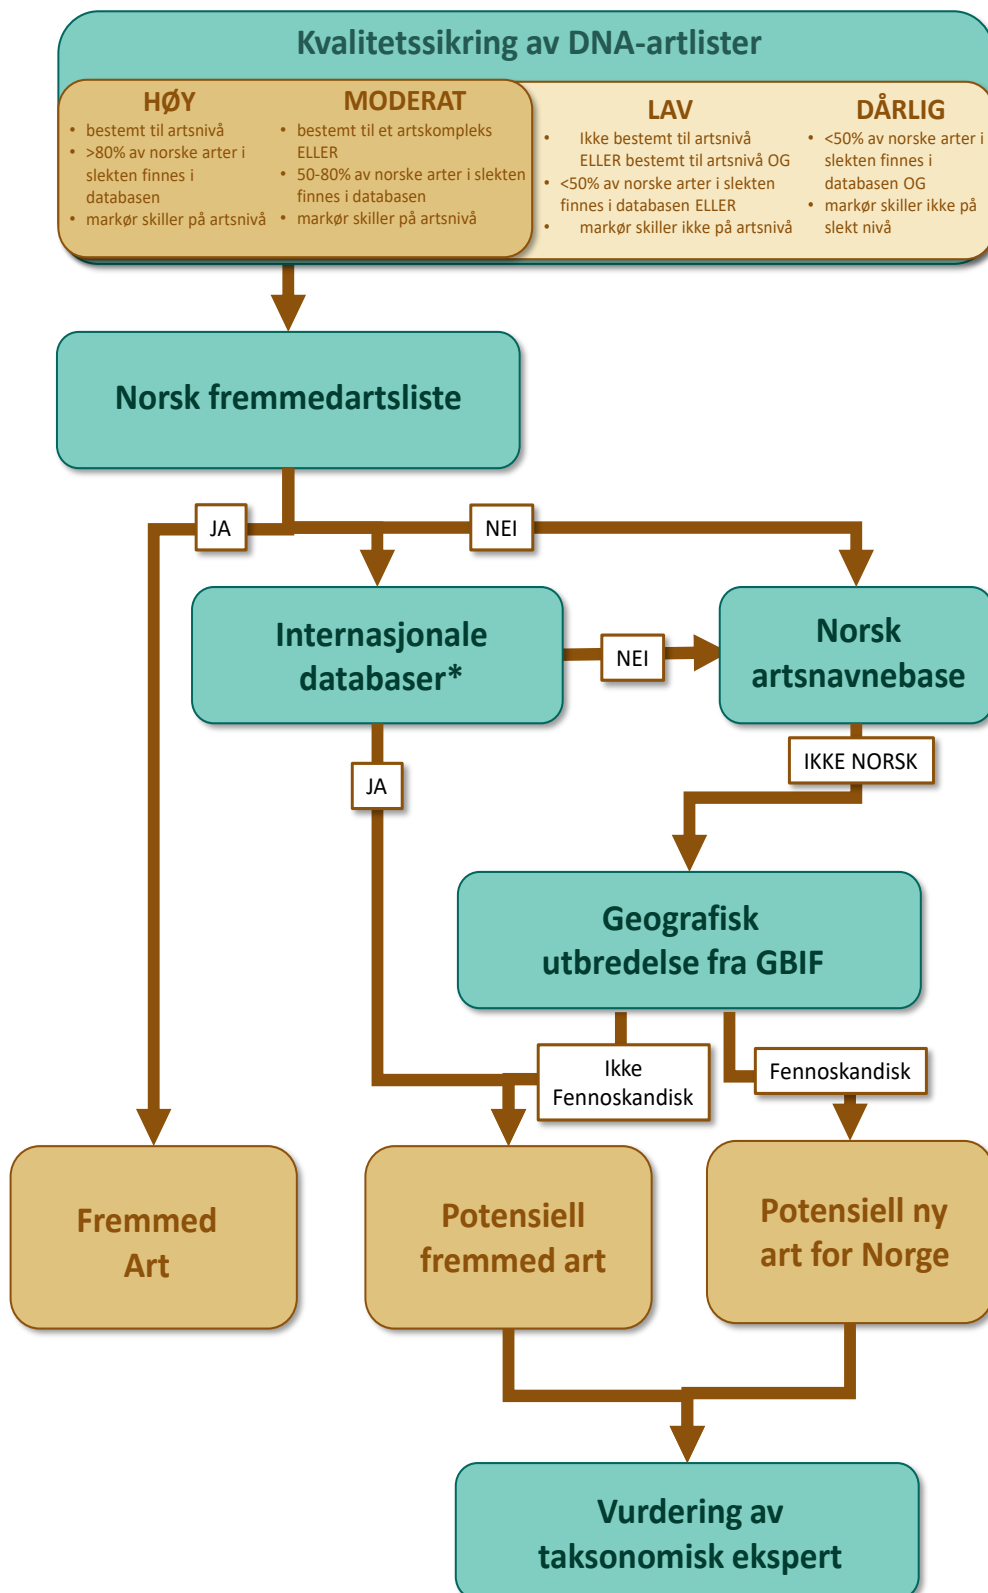 Kvalitetssikring av DNA-artlister
HØY
• bestemt til artsnivå
• >80% av norske arter i
slekten finnes i
databasen
• markør skiller på artsnivå
MODERAT
• bestemt til et artskompleks
ELLER
• 50-80% av norske arter i slekten
finnes i databasen
• markør skiller på artsnivå
LAV
• Ikke bestemt til artsnivå
ELLER bestemt til artsnivå OG
• <50% av norske arter i slekten
finnes i databasen ELLER
• markør skiller ikke på artsnivå
DÅRLIG
• <50% av norske arter i
slekten finnes i
databasen OG
• markør skiller ikke på
slekt nivå
Norsk fremmedartsliste
JA
NEI
Internasjonale
databaser*
NEI
Norsk
artsnavnebase
JA
IKKE NORSK
Geografisk
utbredelse fra GBIF
Ikke
Fennoskandisk
Fennoskandisk
Fremmed
Art
Potensiell
fremmed art
Potensiell ny
art for Norge
Vurdering av
taksonomisk ekspert